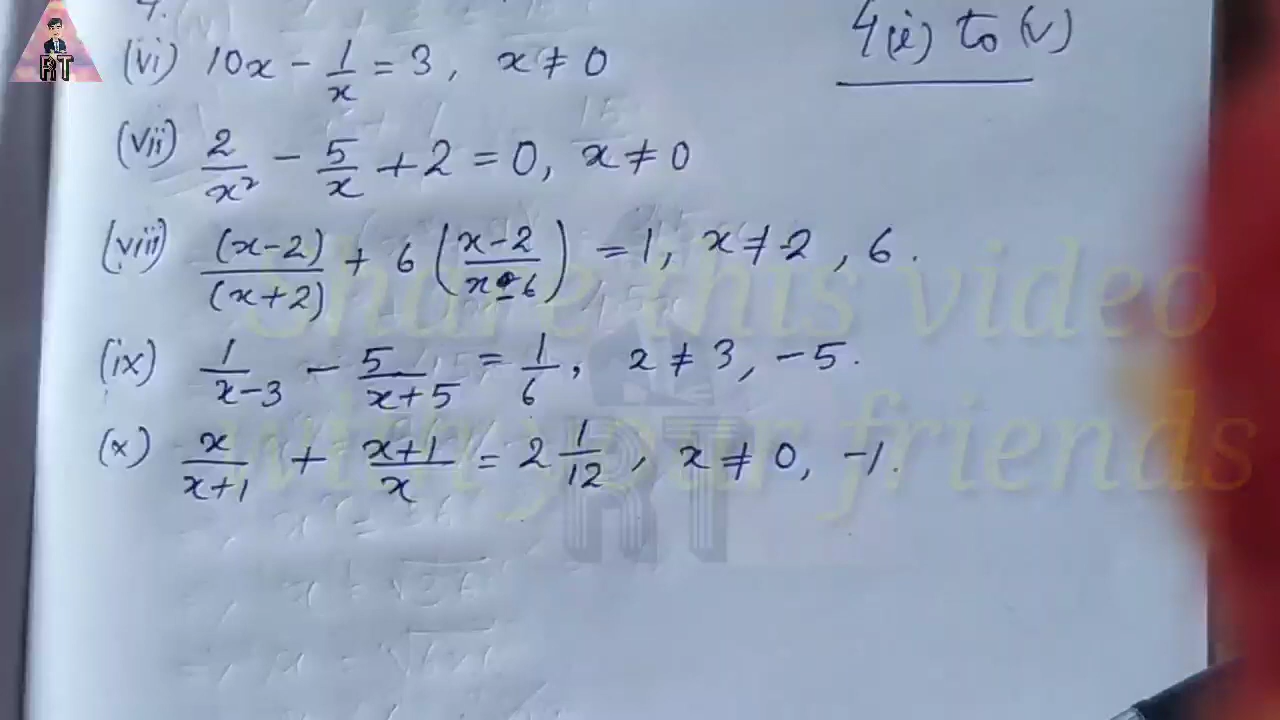 4.
4(i) to (v)
RT
(vi) 10x - 1/x = 3, x ≠ 0
(vii) 2/x² - 5/x + 2 = 0, x ≠ 0
(viii) (x-2)/(x+2) + 6((x-2)/(x-6)) = 1, x ≠ -2, 6.
(ix) 1/(x-3) - 5/(x+5) = 1/6, x ≠ 3, -5.
(x) x/(x+1) + (x+1)/x = 2 1/12, x ≠ 0, -1.
Share this video
with your friends
RT